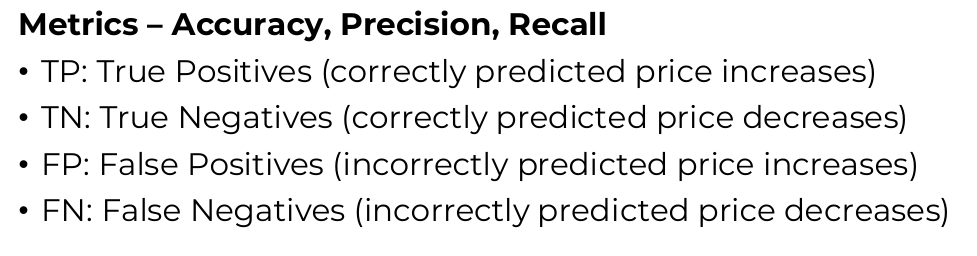 Metrics – Accuracy, Precision, Recall
• TP: True Positives (correctly predicted price increases)
• TN: True Negatives (correctly predicted price decreases)
• FP: False Positives (incorrectly predicted price increases)
• FN: False Negatives (incorrectly predicted price decreases)